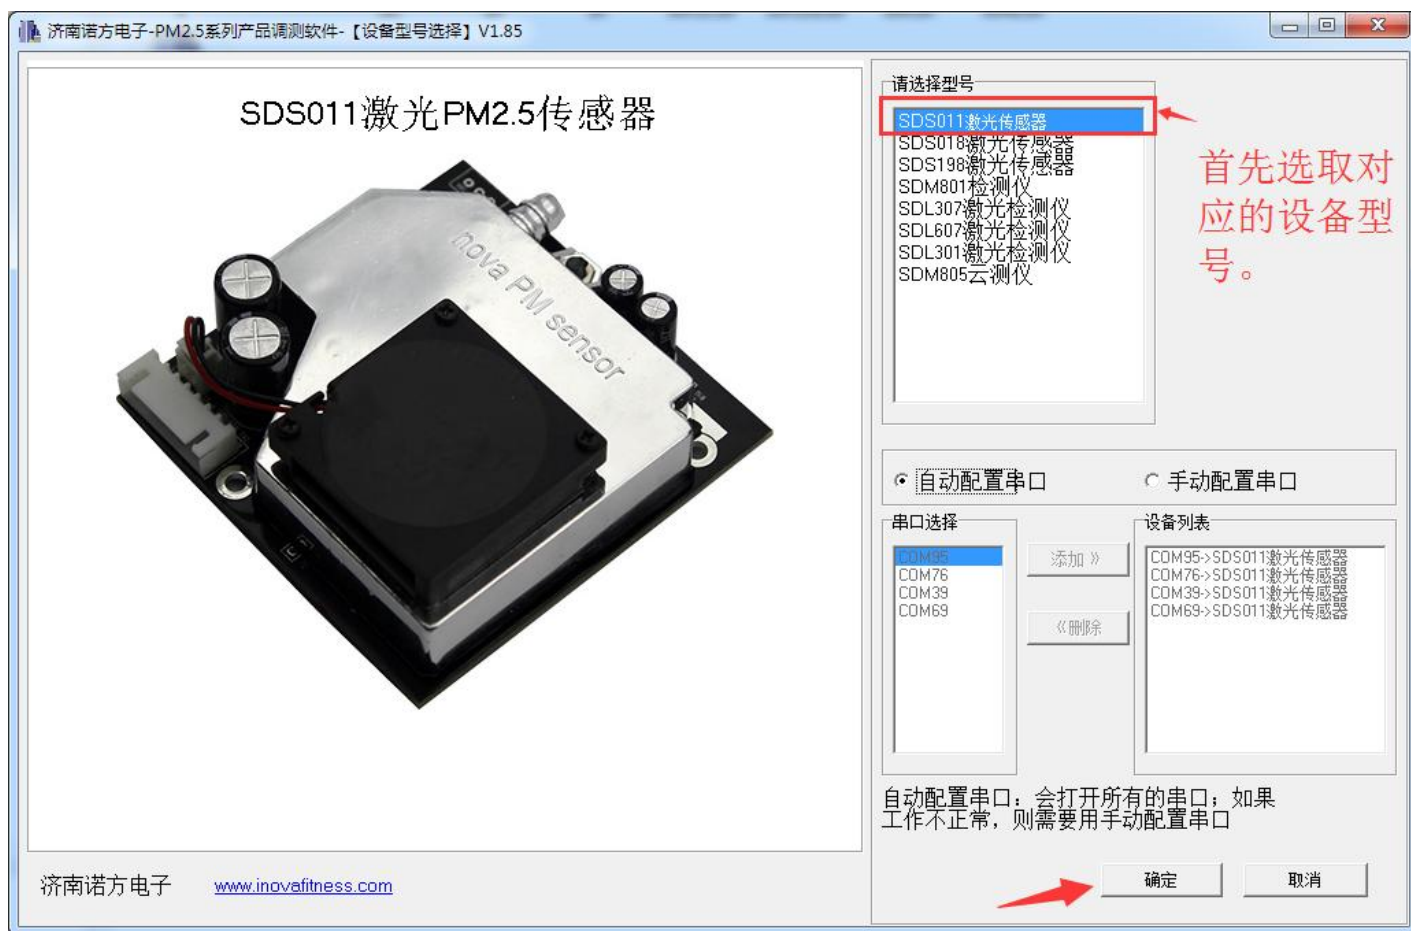 济南诺方电子-PM2.5系列产品调测软件-【设备型号选择】V1.85
SDS011激光PM2.5传感器
nova PM sensor
请选择型号
SDS011激光传感器
SDS018激光传感器
SDS198激光传感器
SDM801检测仪
SDL307激光检测仪
SDL607激光检测仪
SDL301激光检测仪
SDM805云测仪
首先选取对
应的设备型
号。
自动配置串口
手动配置串口
串口选择
COM95
COM76
COM39
COM69
添加 》
《 删除
设备列表
COM95->SDS011激光传感器
COM76->SDS011激光传感器
COM39->SDS011激光传感器
COM69->SDS011激光传感器
自动配置串口：会打开所有的串口；如果
工作不正常，则需要用手动配置串口
确定
取消
济南诺方电子
www.inovafitness.com